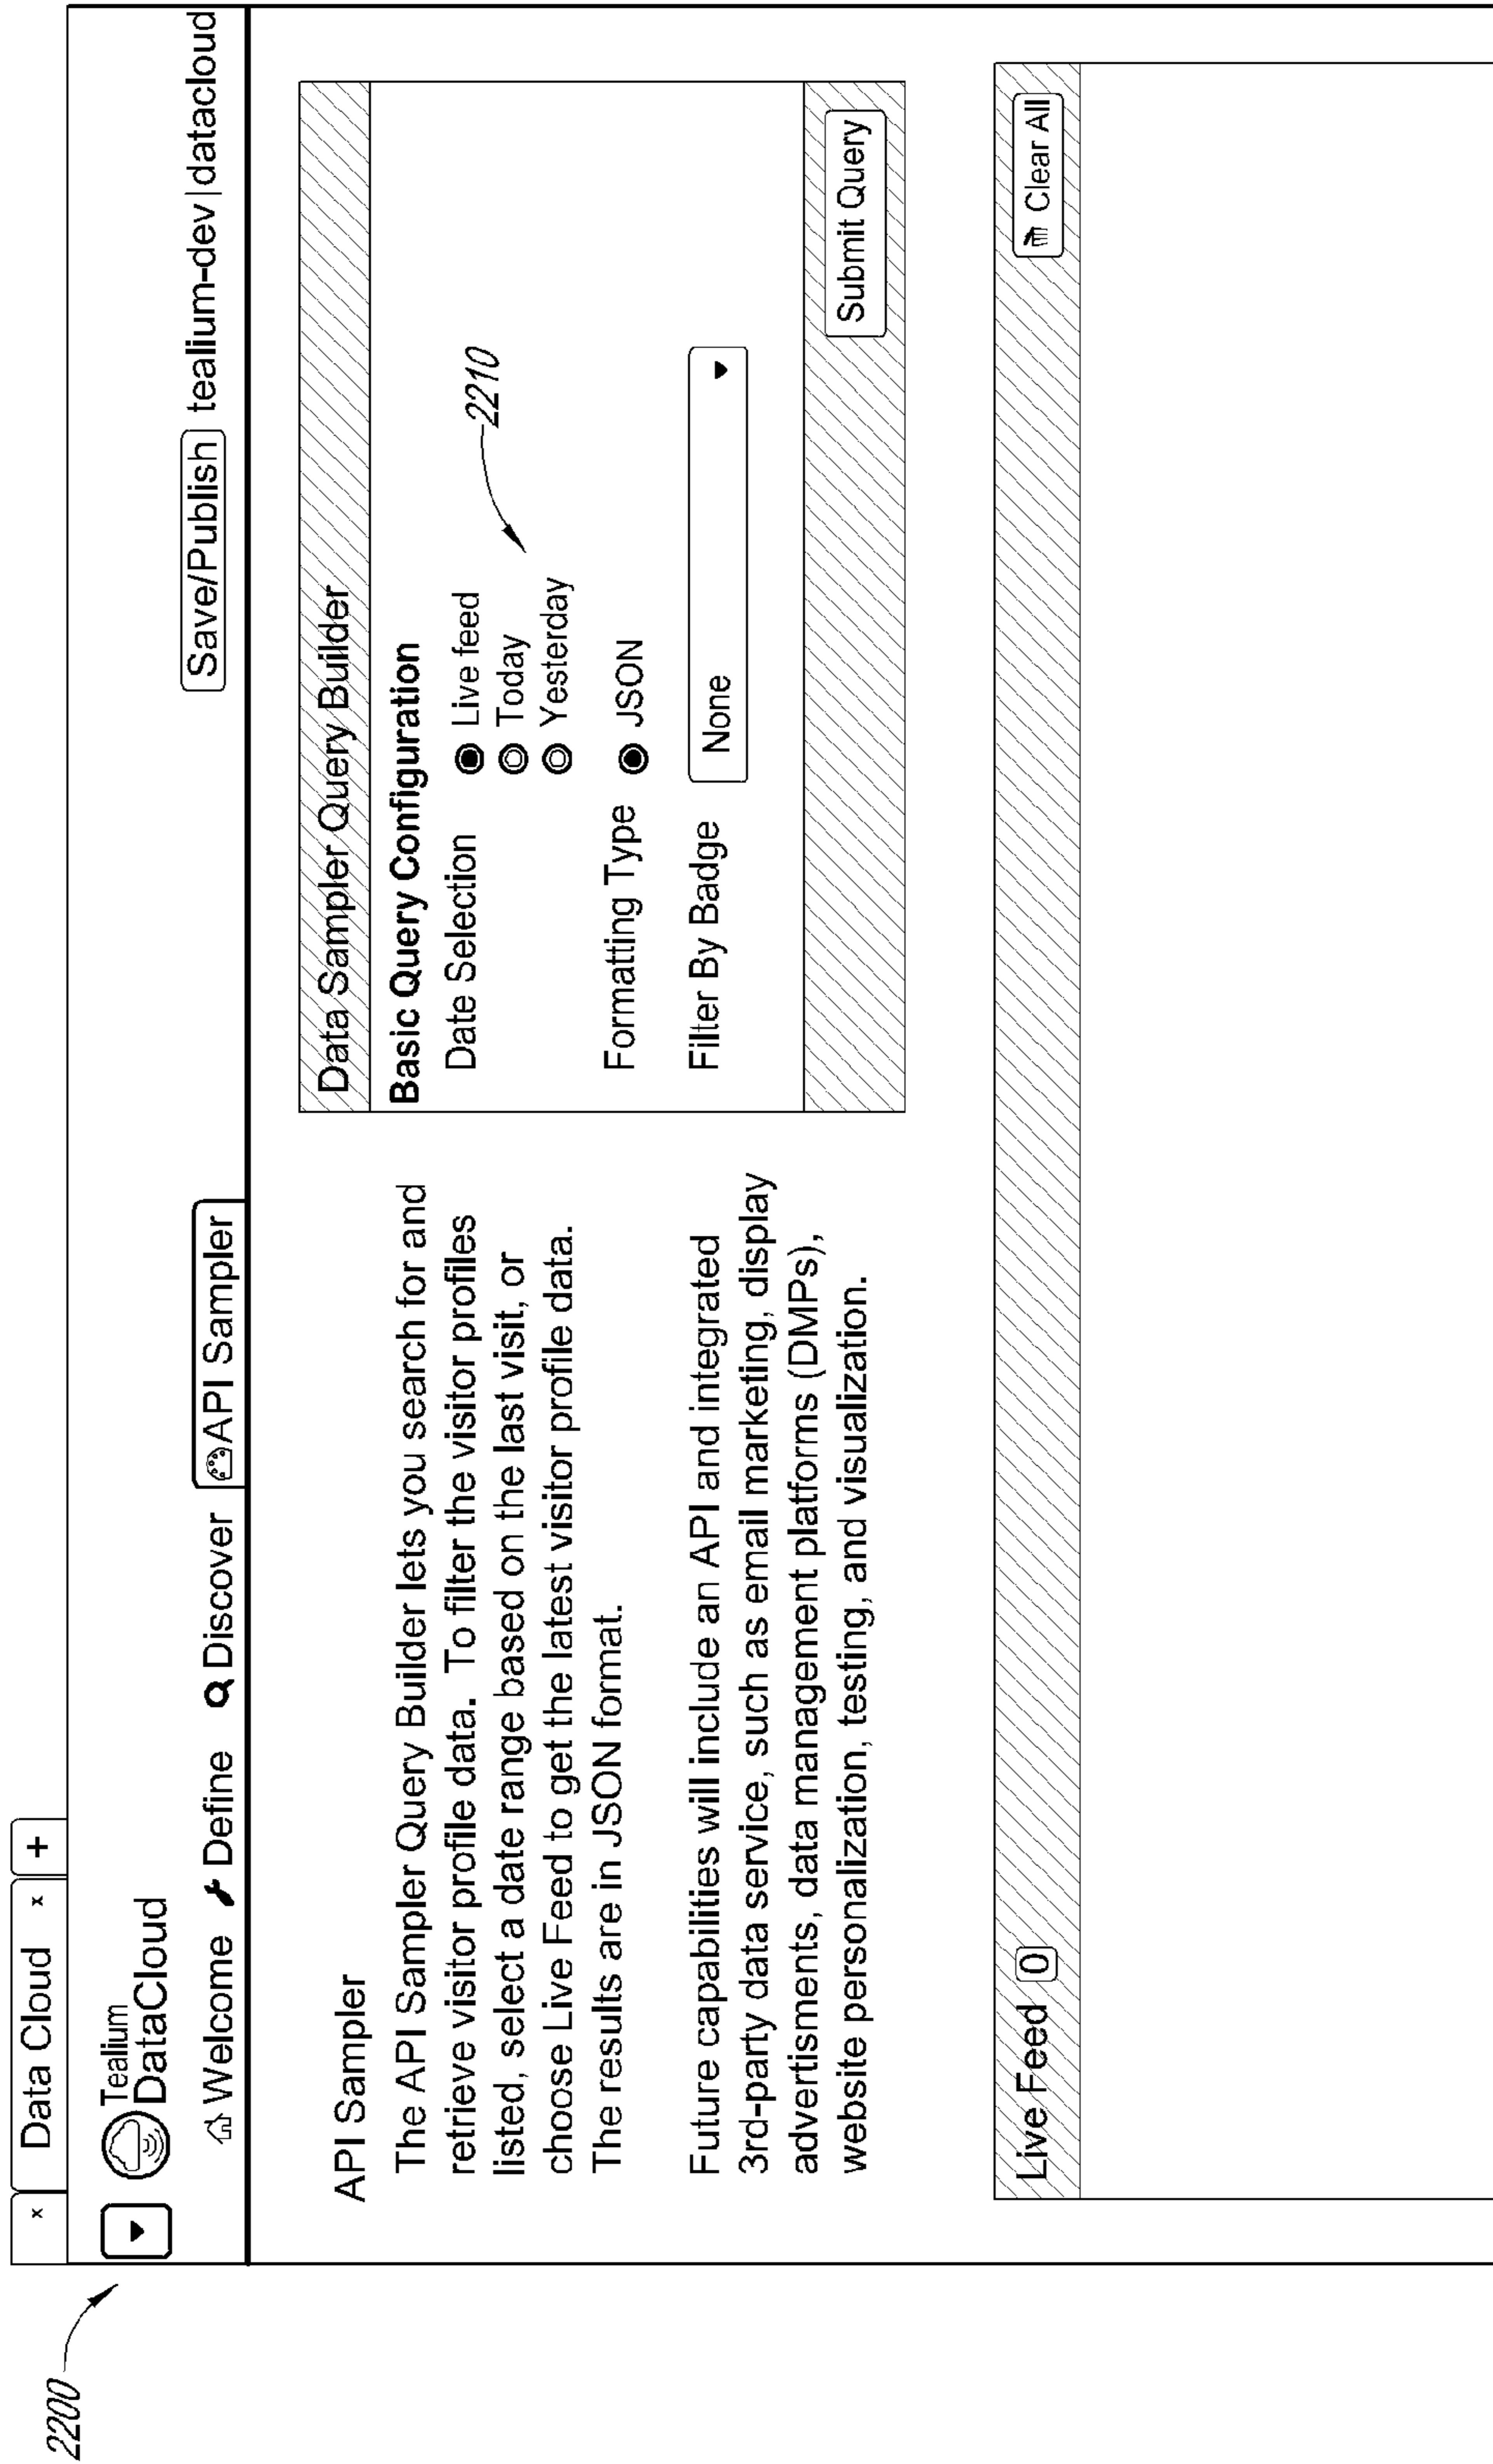 2200
x Data Cloud x +
Tealium
DataCloud
Save/Publish tealium-dev|datacloud
Welcome Define Discover API Sampler
API Sampler
The API Sampler Query Builder lets you search for and
retrieve visitor profile data. To filter the visitor profiles
listed, select a date range based on the last visit, or
choose Live Feed to get the latest visitor profile data.
The results are in JSON format.
Future capabilities will include an API and integrated
3rd-party data service, such as email marketing, display
advertisments, data management platforms (DMPs),
website personalization, testing, and visualization.
Data Sampler Query Builder
Basic Query Configuration
Date Selection Live feed
Today
Yesterday
2210
Formatting Type JSON
Filter By Badge None
Submit Query
Live Feed 0 Clear All